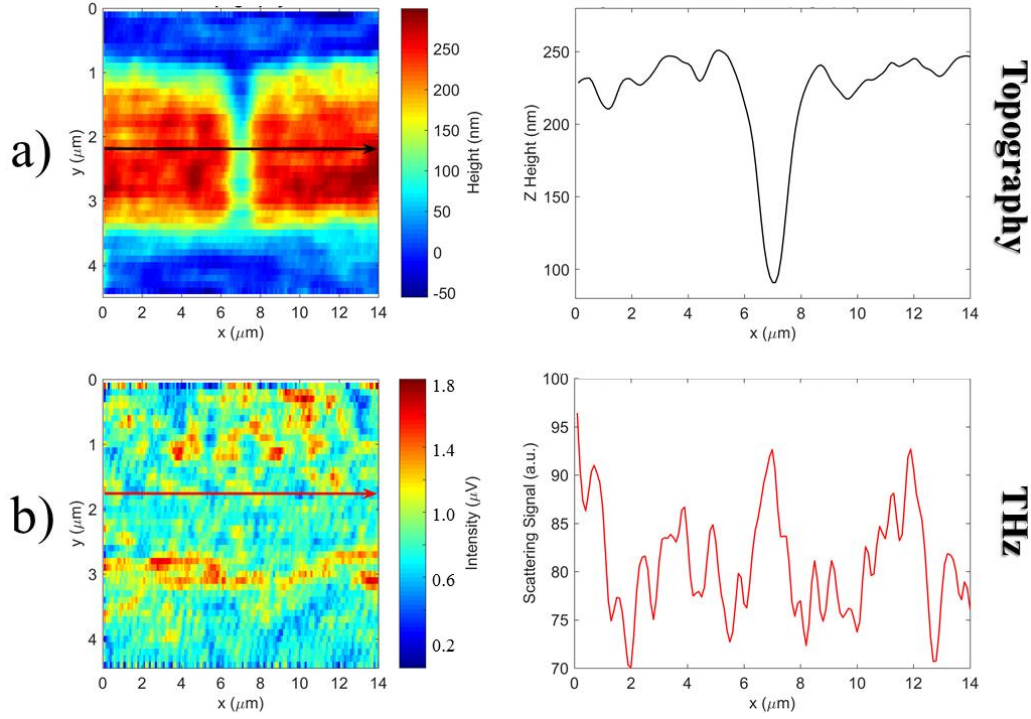 a)
0
1
2
3
4
y (μm)
0 2 4 6 8 10 12 14
x (μm)
250
200
150
100
50
0
-50
Height (nm)
250
200
150
100
Z Height (nm)
0 2 4 6 8 10 12 14
x (μm)
Topography
b)
0
1
2
3
4
y (μm)
0 2 4 6 8 10 12 14
x (μm)
1.8
1.4
1.0
0.6
0.2
Intensity (μV)
100
95
90
85
80
75
70
Scattering Signal (a.u.)
0 2 4 6 8 10 12 14
x (μm)
THz